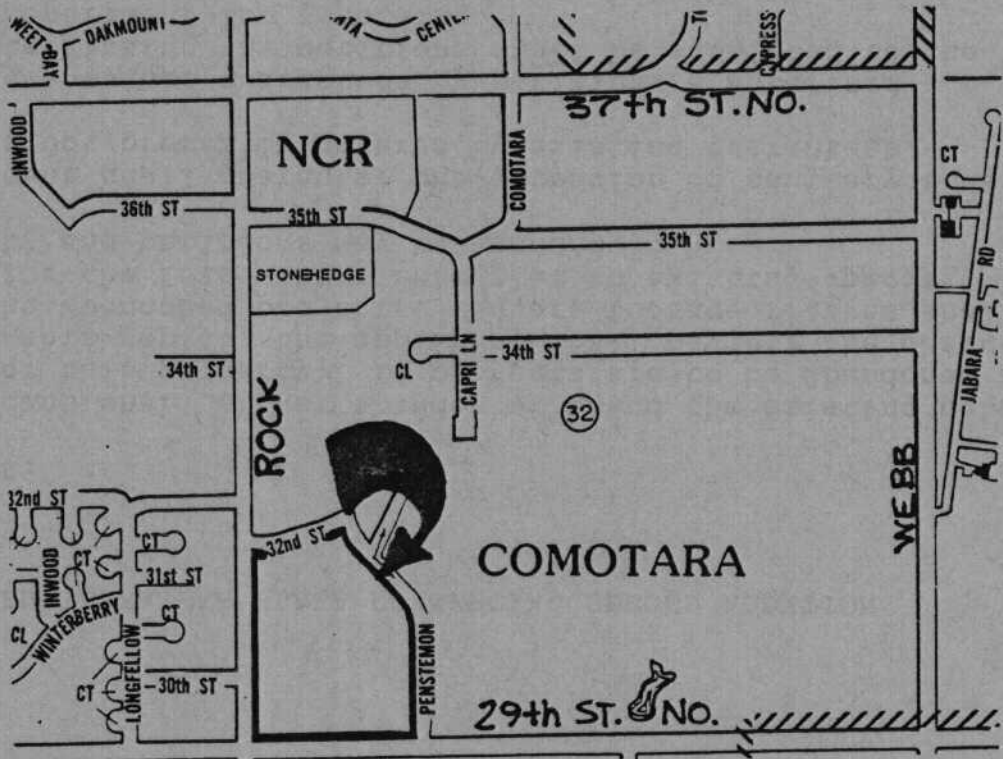 OAKMOUNT
CENTER
CYPRESS
37th ST. NO.
INWOOD
NCR
COMOTARA
CT
36th ST
35th ST
35th ST
RD
STONEHEDGE
34th ST
CL
CAPRI LN
34th ST
JABARA
32
ROCK
WEBB
32nd ST
32nd ST
COMOTARA
CT
CT
INWOOD
31st ST
WINTERBERRY
CL
CT
LONGFELLOW
PENSTEMON
CT
30th ST
29th ST. NO.